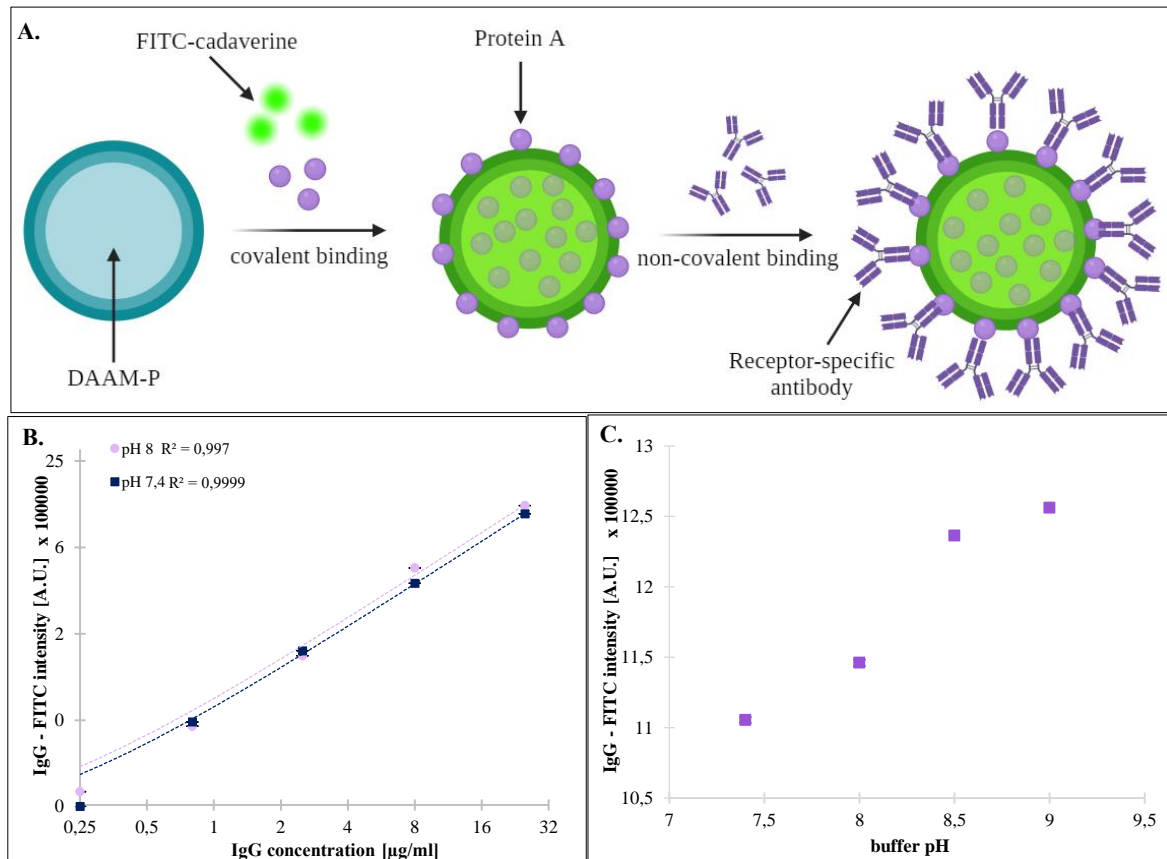 A.
FITC-cadaverine
Protein A
covalent binding
non-covalent binding
DAAM-P
Receptor-specific
antibody
B.
pH 8 R² = 0,997
pH 7,4 R² = 0,9999
IgG - FITC intensity [A.U.] x 100000
25
6
2
0
0
0,25 0,5 1 2 4 8 16 32
IgG concentration [µg/ml]
C.
IgG - FITC intensity [A.U.] x 100000
13
12,5
12
11,5
11
10,5
7 7,5 8 8,5 9 9,5
buffer pH